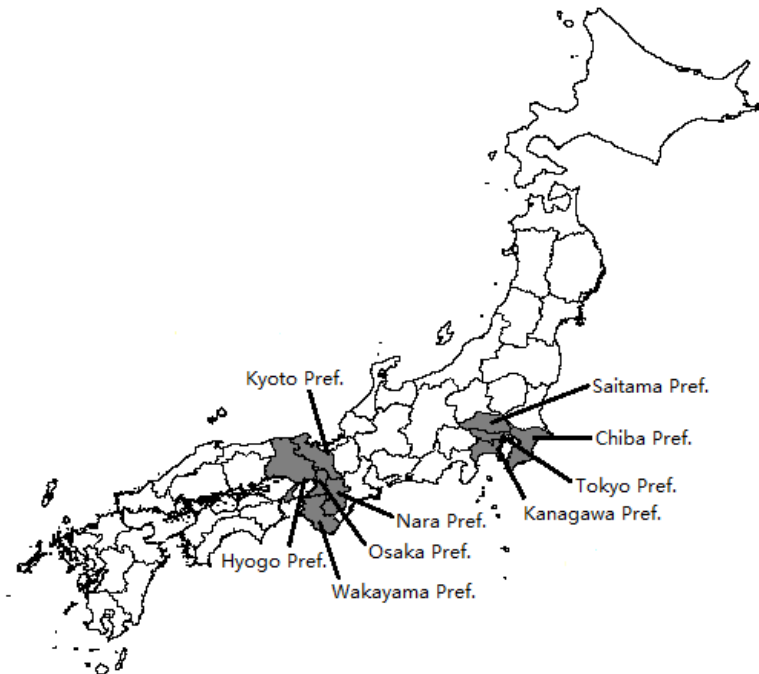 Kyoto Pref.
Saitama Pref.
Chiba Pref.
Tokyo Pref.
Kanagawa Pref.
Nara Pref.
Osaka Pref.
Hyogo Pref.
Wakayama Pref.